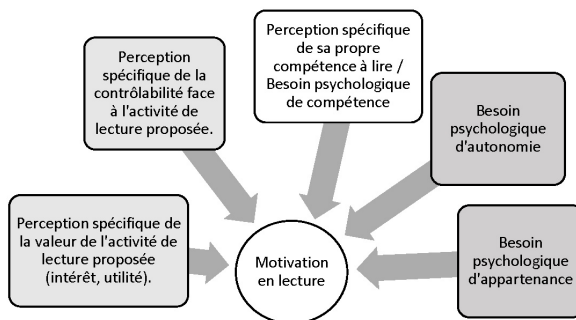 Perception spécifique
de sa propre
compétence à lire /
Besoin psychologique
de compétence
Perception
spécifique de la
contrôlabilité face
à l'activité de
lecture proposée.
Besoin
psychologique
d'autonomie
Perception spécifique de
la valeur de l'activité de
lecture proposée
(intérêt, utilité).
Motivation
en lecture
Besoin
psychologique
d'appartenance